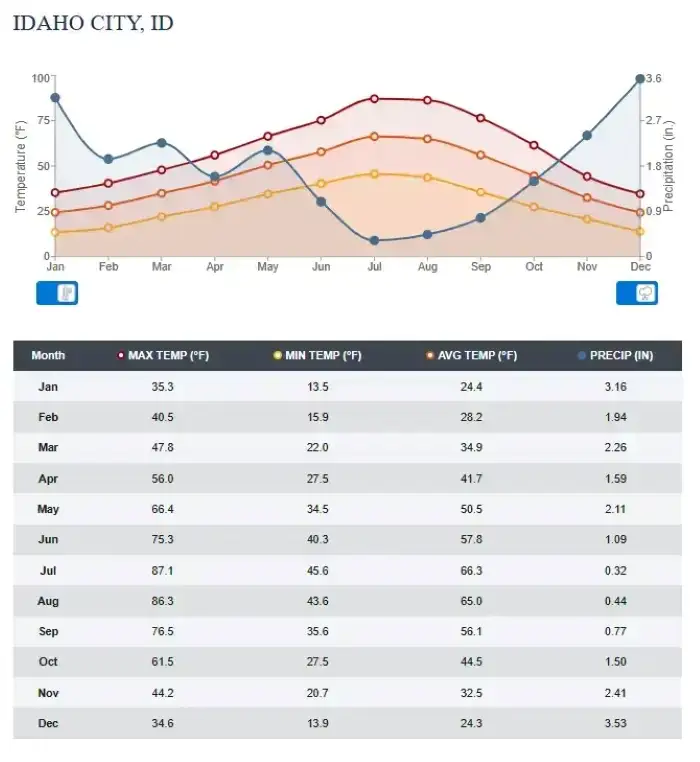 IDAHO CITY, ID
100
75
50
25
0
Temperature (°F)
3.6
2.7
1.8
0.9
0
Precipitation (in.)
Jan Feb Mar Apr May Jun Jul Aug Sep Oct Nov Dec
Month MAX TEMP (°F) MIN TEMP (°F) AVG TEMP (°F) PRECIP (IN)
Jan 35.3 13.5 24.4 3.16
Feb 40.5 15.9 28.2 1.94
Mar 47.8 22.0 34.9 2.26
Apr 56.0 27.5 41.7 1.59
May 66.4 34.5 50.5 2.11
Jun 75.3 40.3 57.8 1.09
Jul 87.1 45.6 66.3 0.32
Aug 86.3 43.6 65.0 0.44
Sep 76.5 35.6 56.1 0.77
Oct 61.5 27.5 44.5 1.50
Nov 44.2 20.7 32.5 2.41
Dec 34.6 13.9 24.3 3.53